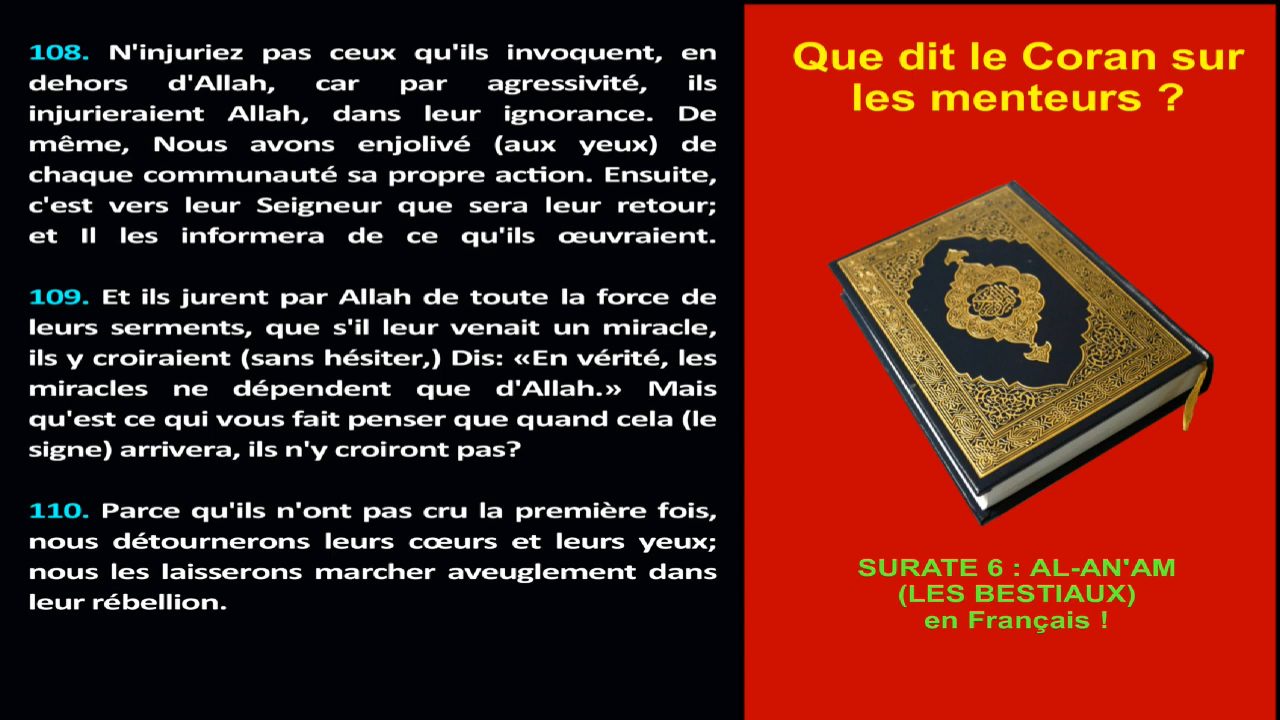 108. N'injuriez pas ceux qu'ils invoquent, en
dehors d'Allah, car par agressivité, ils
injurieraient Allah, dans leur ignorance. De
même, Nous avons enjolivé (aux yeux) de
chaque communauté sa propre action. Ensuite,
c'est vers leur Seigneur que sera leur retour;
et Il les informera de ce qu'ils œuvraient.
109. Et ils jurent par Allah de toute la force de
leurs serments, que s'il leur venait un miracle,
ils y croiraient (sans hésiter,) Dis: «En vérité, les
miracles ne dépendent que d'Allah.» Mais
qu'est ce qui vous fait penser que quand cela (le
signe) arrivera, ils n'y croiront pas?
110. Parce qu'ils n'ont pas cru la première fois,
nous détournerons leurs cœurs et leurs yeux;
nous les laisserons marcher aveuglement dans
leur rébellion.
Que dit le Coran sur
les menteurs ?
SURATE 6 : AL-AN'AM
(LES BESTIAUX)
en Français !